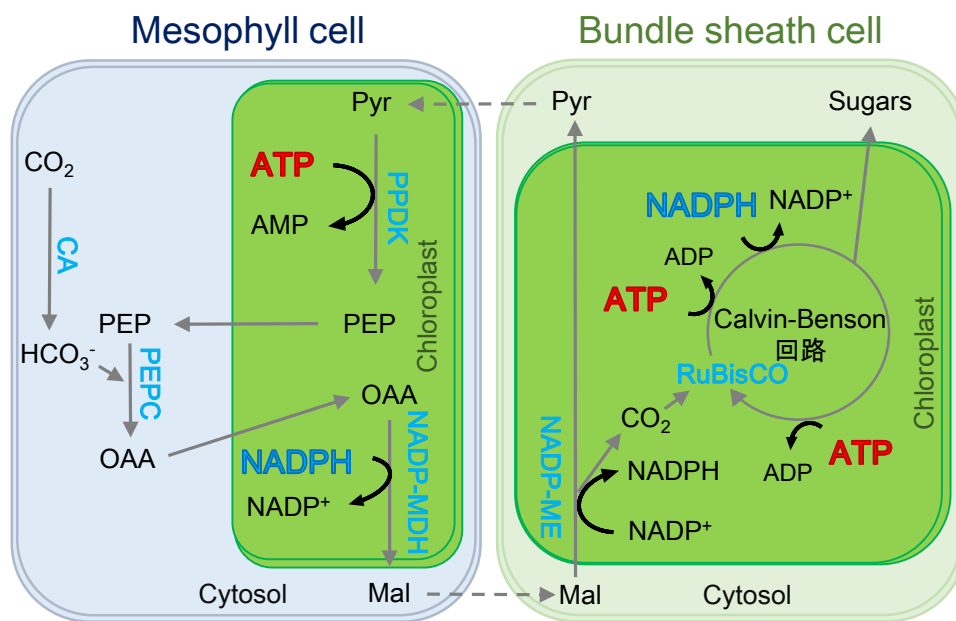 Mesophyll cell
Bundle sheath cell
Pyr
Pyr
Sugars
CO₂
ATP
AMP
PPDK
Chloroplast
CA
PEP
PEP
HCO₃⁻
PEPC
OAA
OAA
NADPH
NADP⁺
NADP-MDH
Cytosol
Mal
NADPH
NADP⁺
ADP
ATP
Calvin-Benson
回路
RuBisCO
Chloroplast
CO₂
NADPH
NADP⁺
NADP-ME
ADP
ATP
Mal
Cytosol